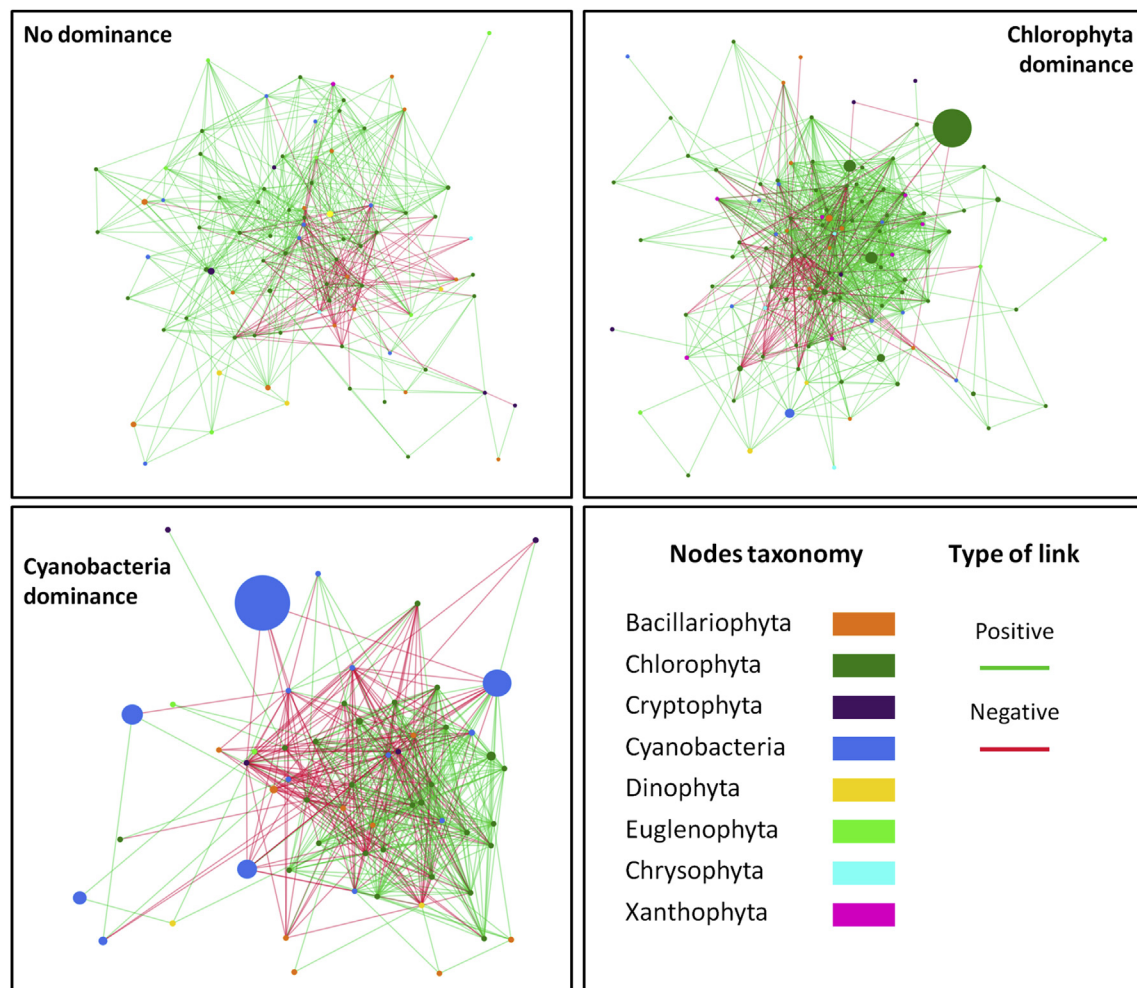 No dominance
Chlorophyta
dominance
Cyanobacteria
dominance
Nodes taxonomy
Type of link
Bacillariophyta
Chlorophyta
Cryptophyta
Cyanobacteria
Dinophyta
Euglenophyta
Chrysophyta
Xanthophyta
Positive
Negative